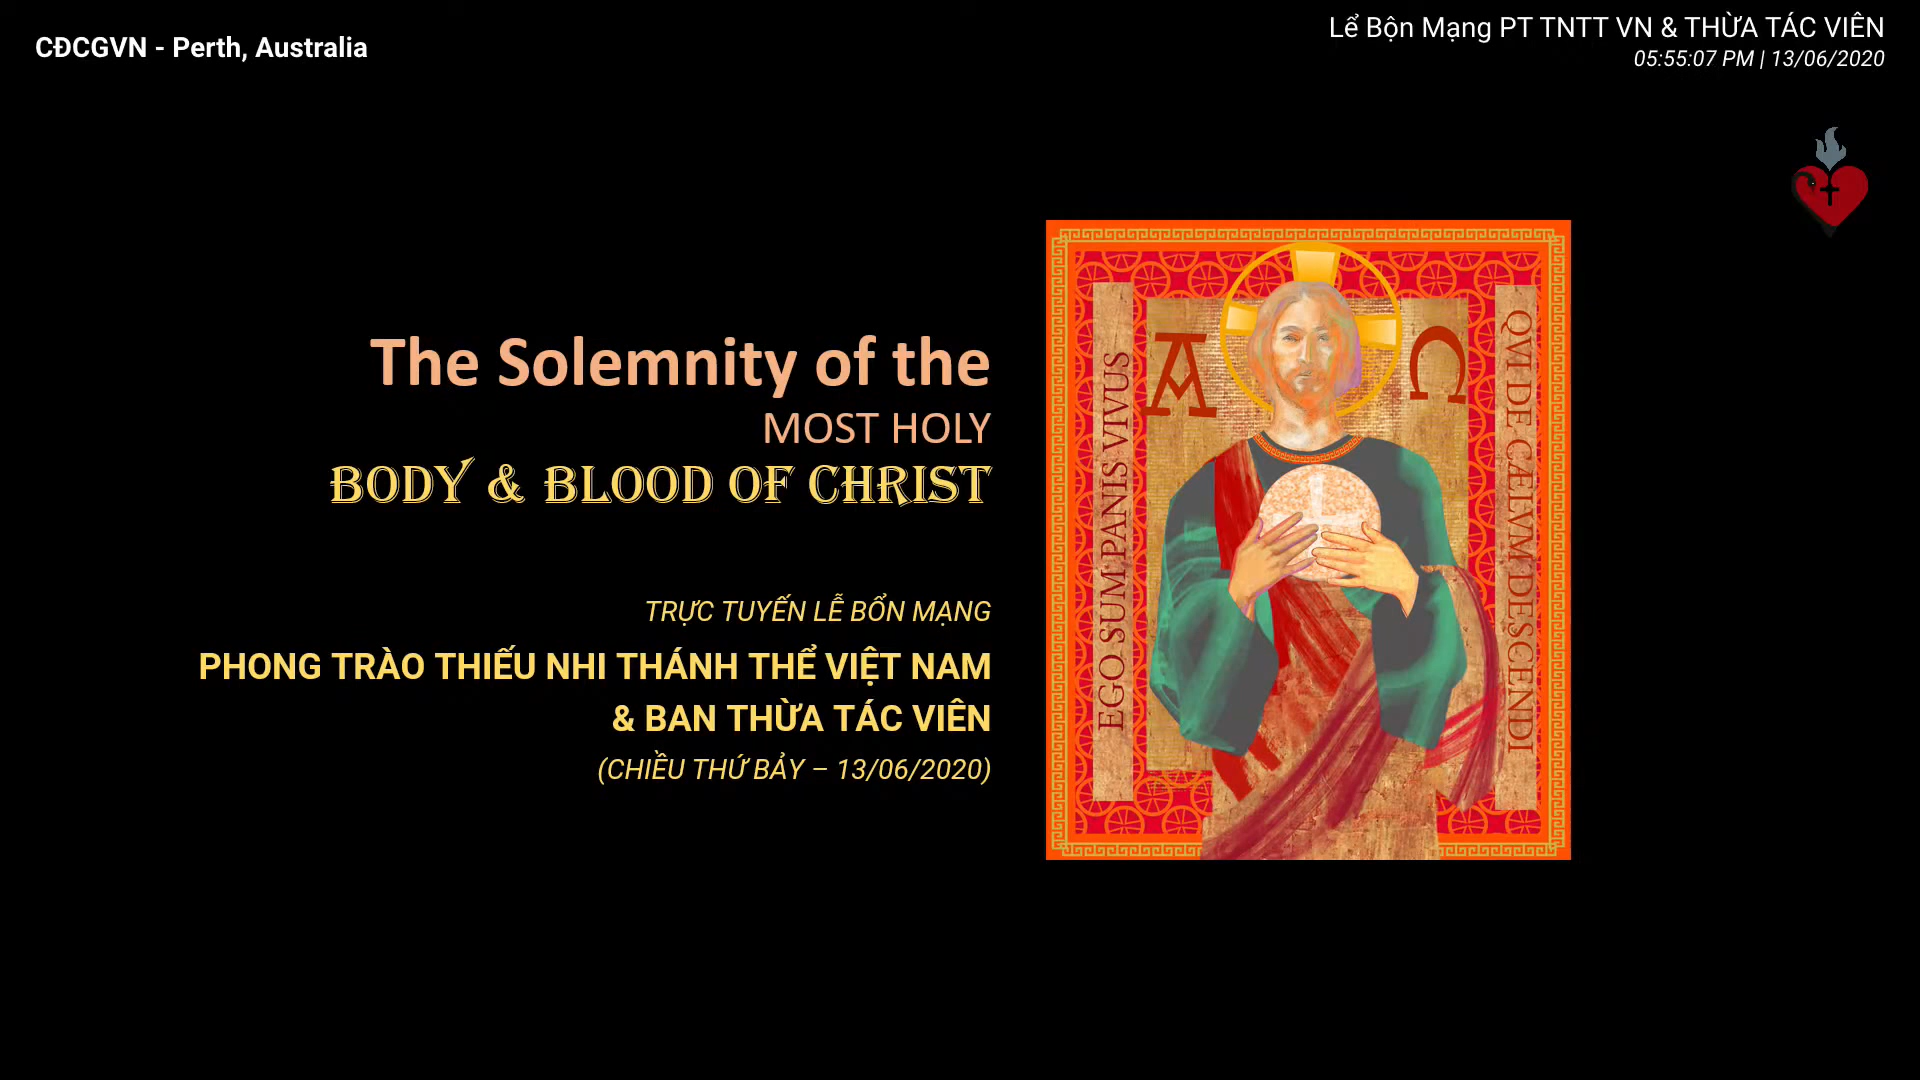 CĐCGVN - Perth, Australia
Lể Bộn Mạng PT TNTT VN & THỪA TÁC VIÊN
05:55:07 PM | 13/06/2020
The Solemnity of the
MOST HOLY
BODY & BLOOD OF CHRIST
TRỰC TUYẾN LỄ BỔN MẠNG
PHONG TRÀO THIẾU NHI THÁNH THỂ VIỆT NAM
& BAN THỪA TÁC VIÊN
(CHIỀU THỨ BẢY – 13/06/2020)
A Ω
EGO SUM PANIS VIVUS
QVI DE CÆLVM DESCENDI